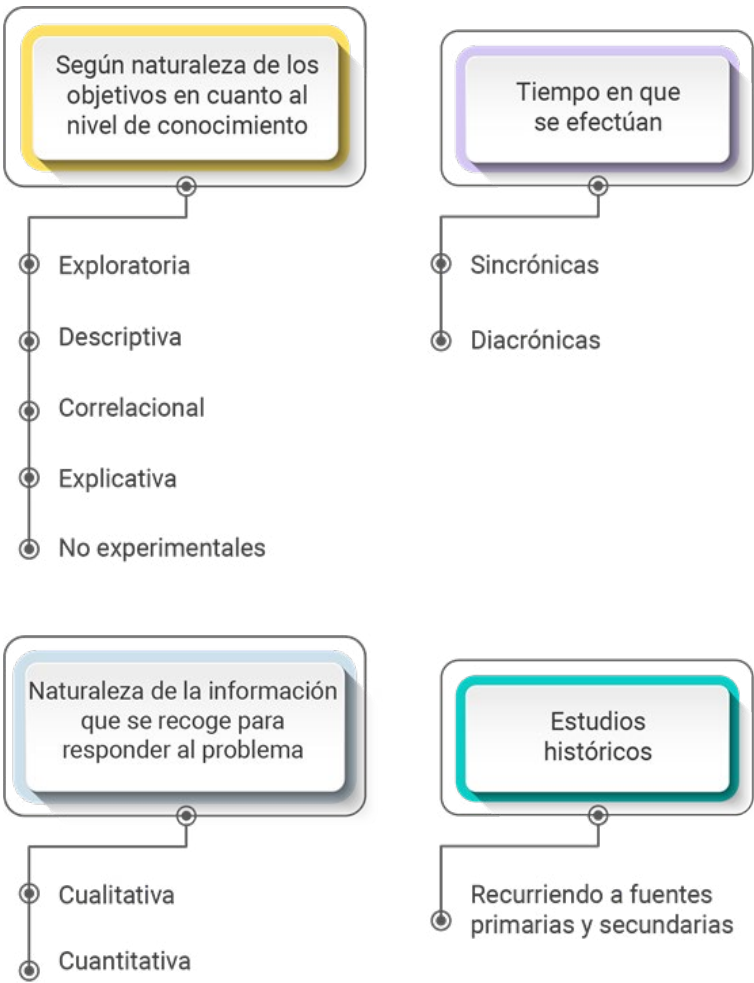 Según naturaleza de los
objetivos en cuanto al
nivel de conocimiento
Exploratoria
Descriptiva
Correlacional
Explicativa
No experimentales
Tiempo en que
se efectúan
Sincrónicas
Diacrónicas
Naturaleza de la información
que se recoge para
responder al problema
Cualitativa
Cuantitativa
Estudios
históricos
Recurriendo a fuentes
primarias y secundarias